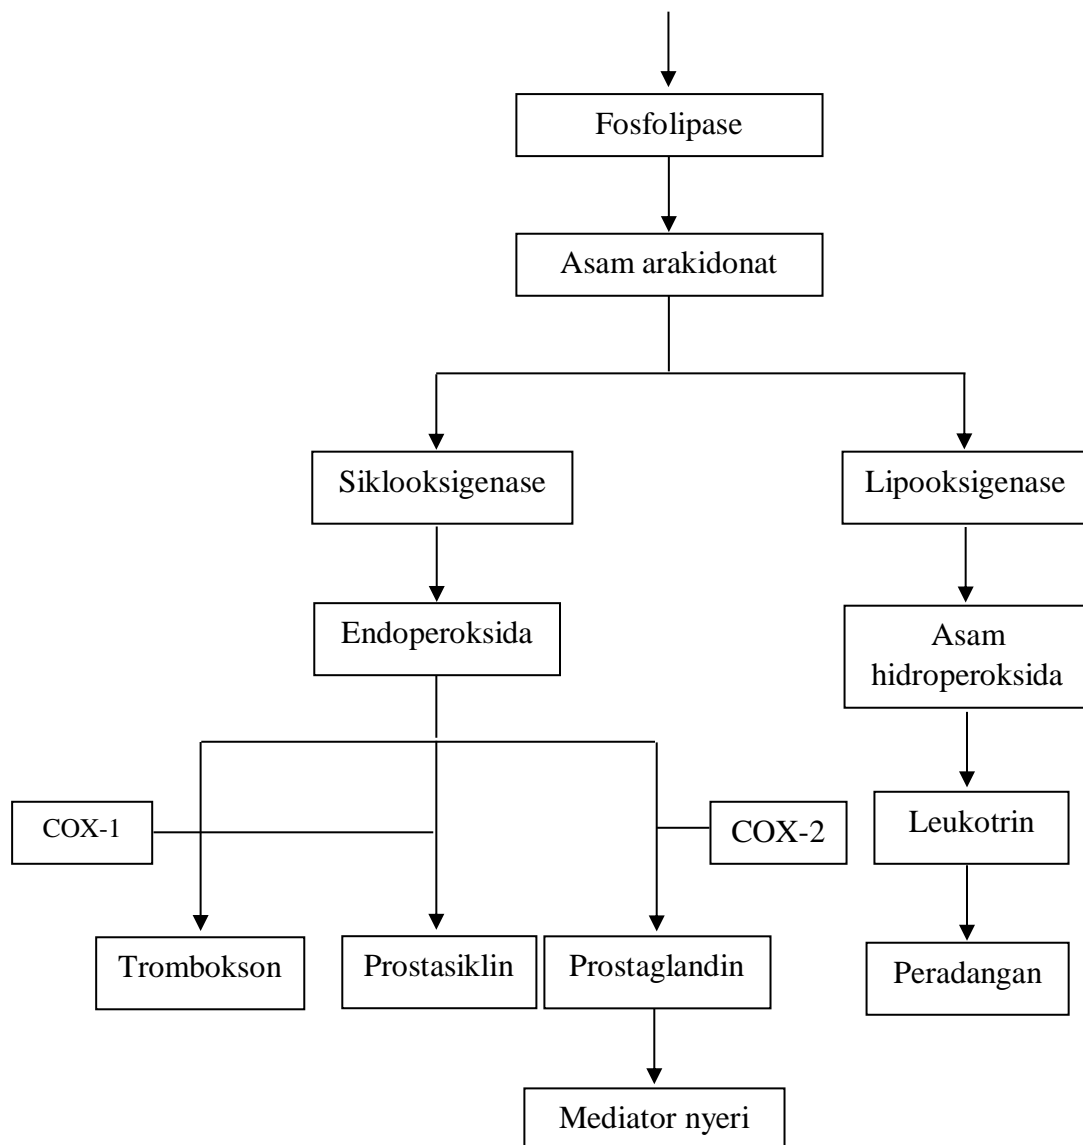 Fosfolipase
Asam arakidonat
Siklooksigenase
Lipooksigenase
Endoperoksida
Asam
hidroperoksida
COX-1
COX-2
Leukotrin
Trombokson
Prostasiklin
Prostaglandin
Peradangan
Mediator nyeri